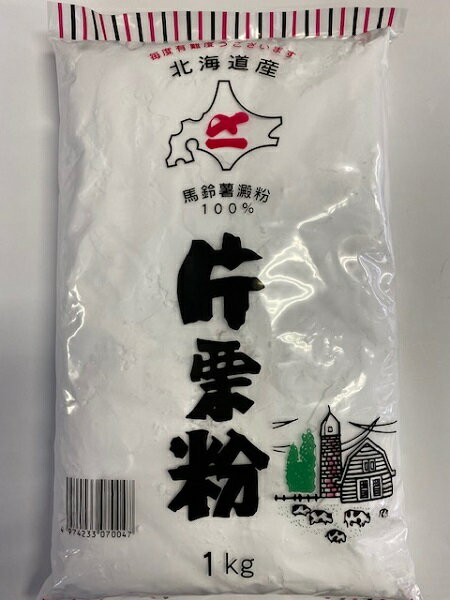 毎度有難度うございます
北海道産
馬鈴薯澱粉
100%
片栗粉
4 974233 070047
1kg